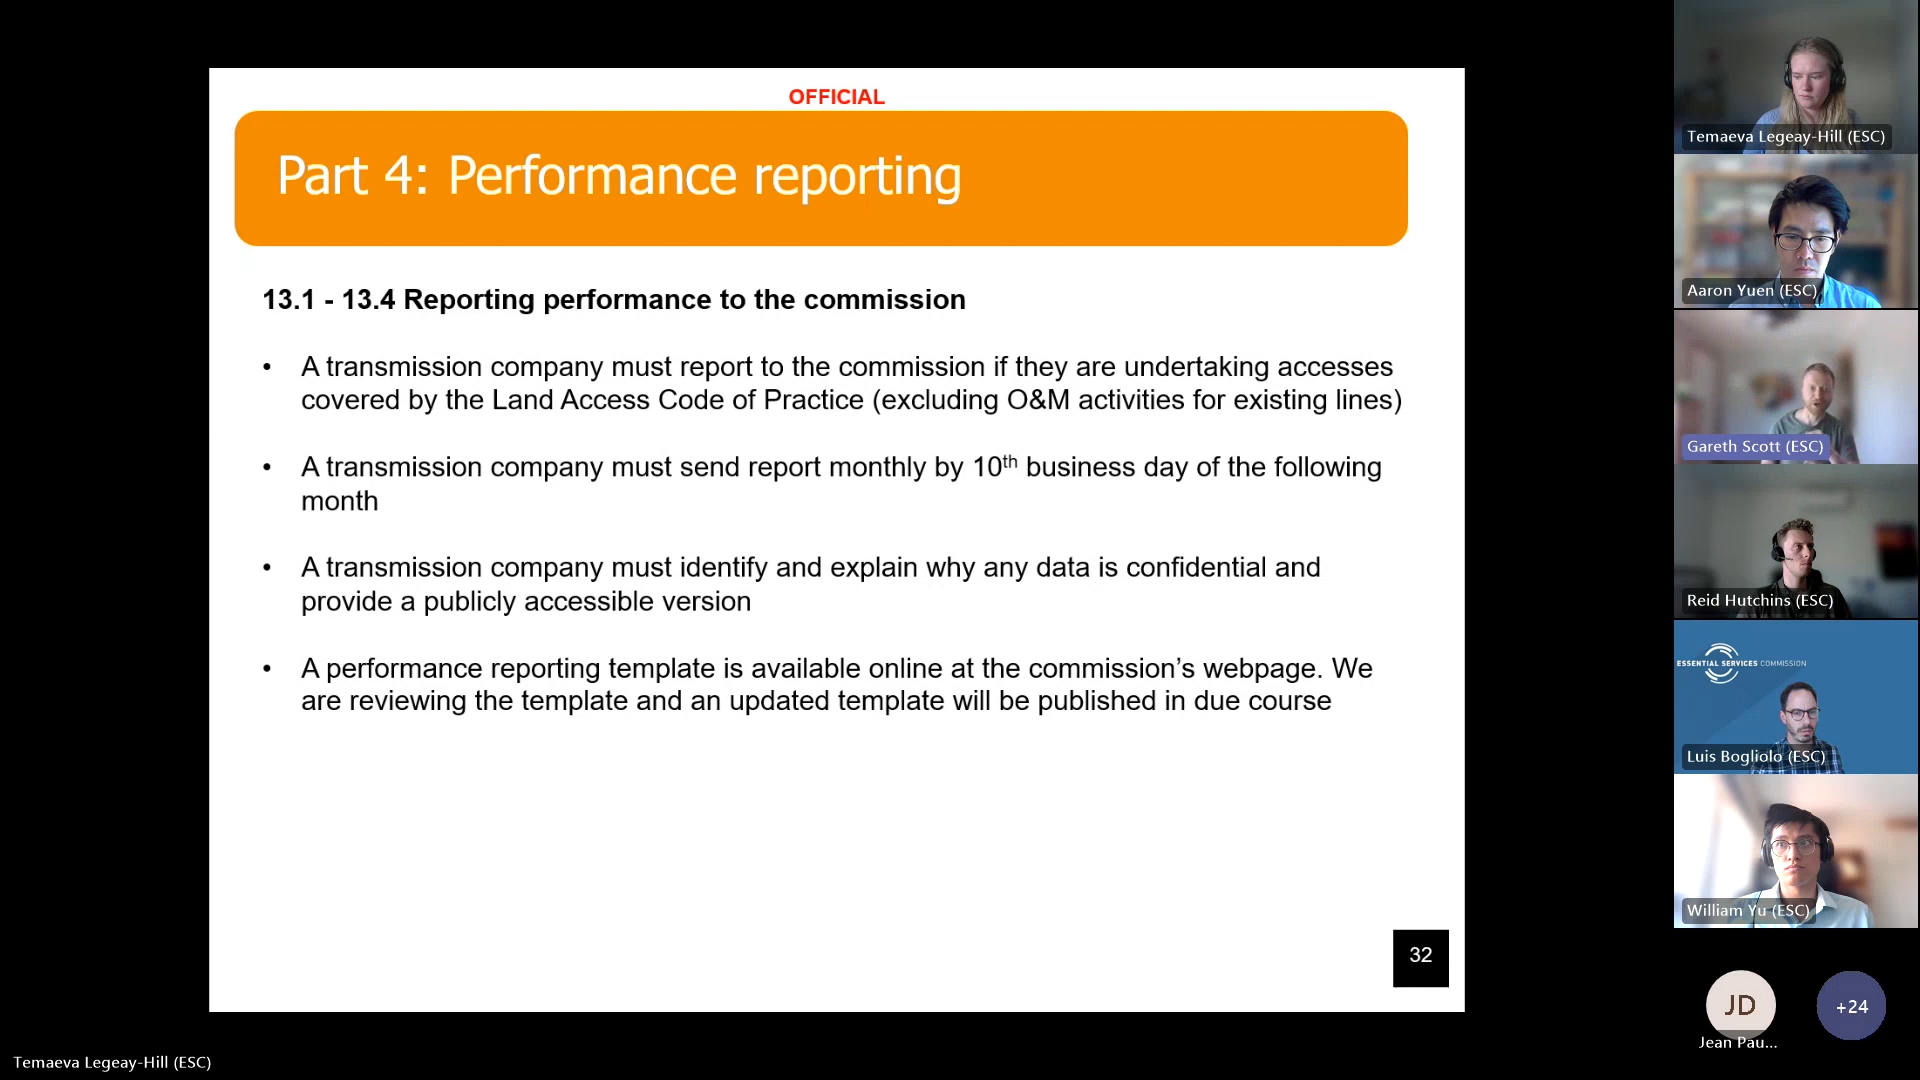 OFFICIAL
Part 4: Performance reporting
13.1 - 13.4 Reporting performance to the commission
• A transmission company must report to the commission if they are undertaking accesses
covered by the Land Access Code of Practice (excluding O&M activities for existing lines)
• A transmission company must send report monthly by 10th business day of the following
month
• A transmission company must identify and explain why any data is confidential and
provide a publicly accessible version
• A performance reporting template is available online at the commission’s webpage. We
are reviewing the template and an updated template will be published in due course
32
Temaeva Legeay-Hill (ESC)
Aaron Yuen (ESC)
Gareth Scott (ESC)
Reid Hutchins (ESC)
ESSENTIAL SERVICES COMMISSION
Luis Bogliolo (ESC)
William Yu (ESC)
JD
+24
Jean Pau...
Temaeva Legeay-Hill (ESC)